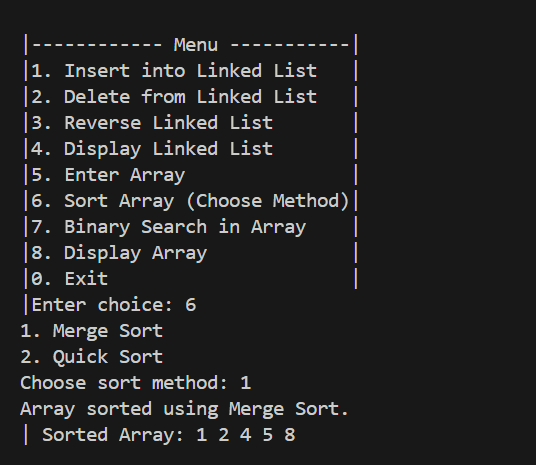 |------------ Menu -----------|
|1. Insert into Linked List   |
|2. Delete from Linked List   |
|3. Reverse Linked List       |
|4. Display Linked List       |
|5. Enter Array               |
|6. Sort Array (Choose Method)|
|7. Binary Search in Array    |
|8. Display Array             |
|0. Exit                      |
|Enter choice: 6
1. Merge Sort
2. Quick Sort
Choose sort method: 1
Array sorted using Merge Sort.
| Sorted Array: 1 2 4 5 8